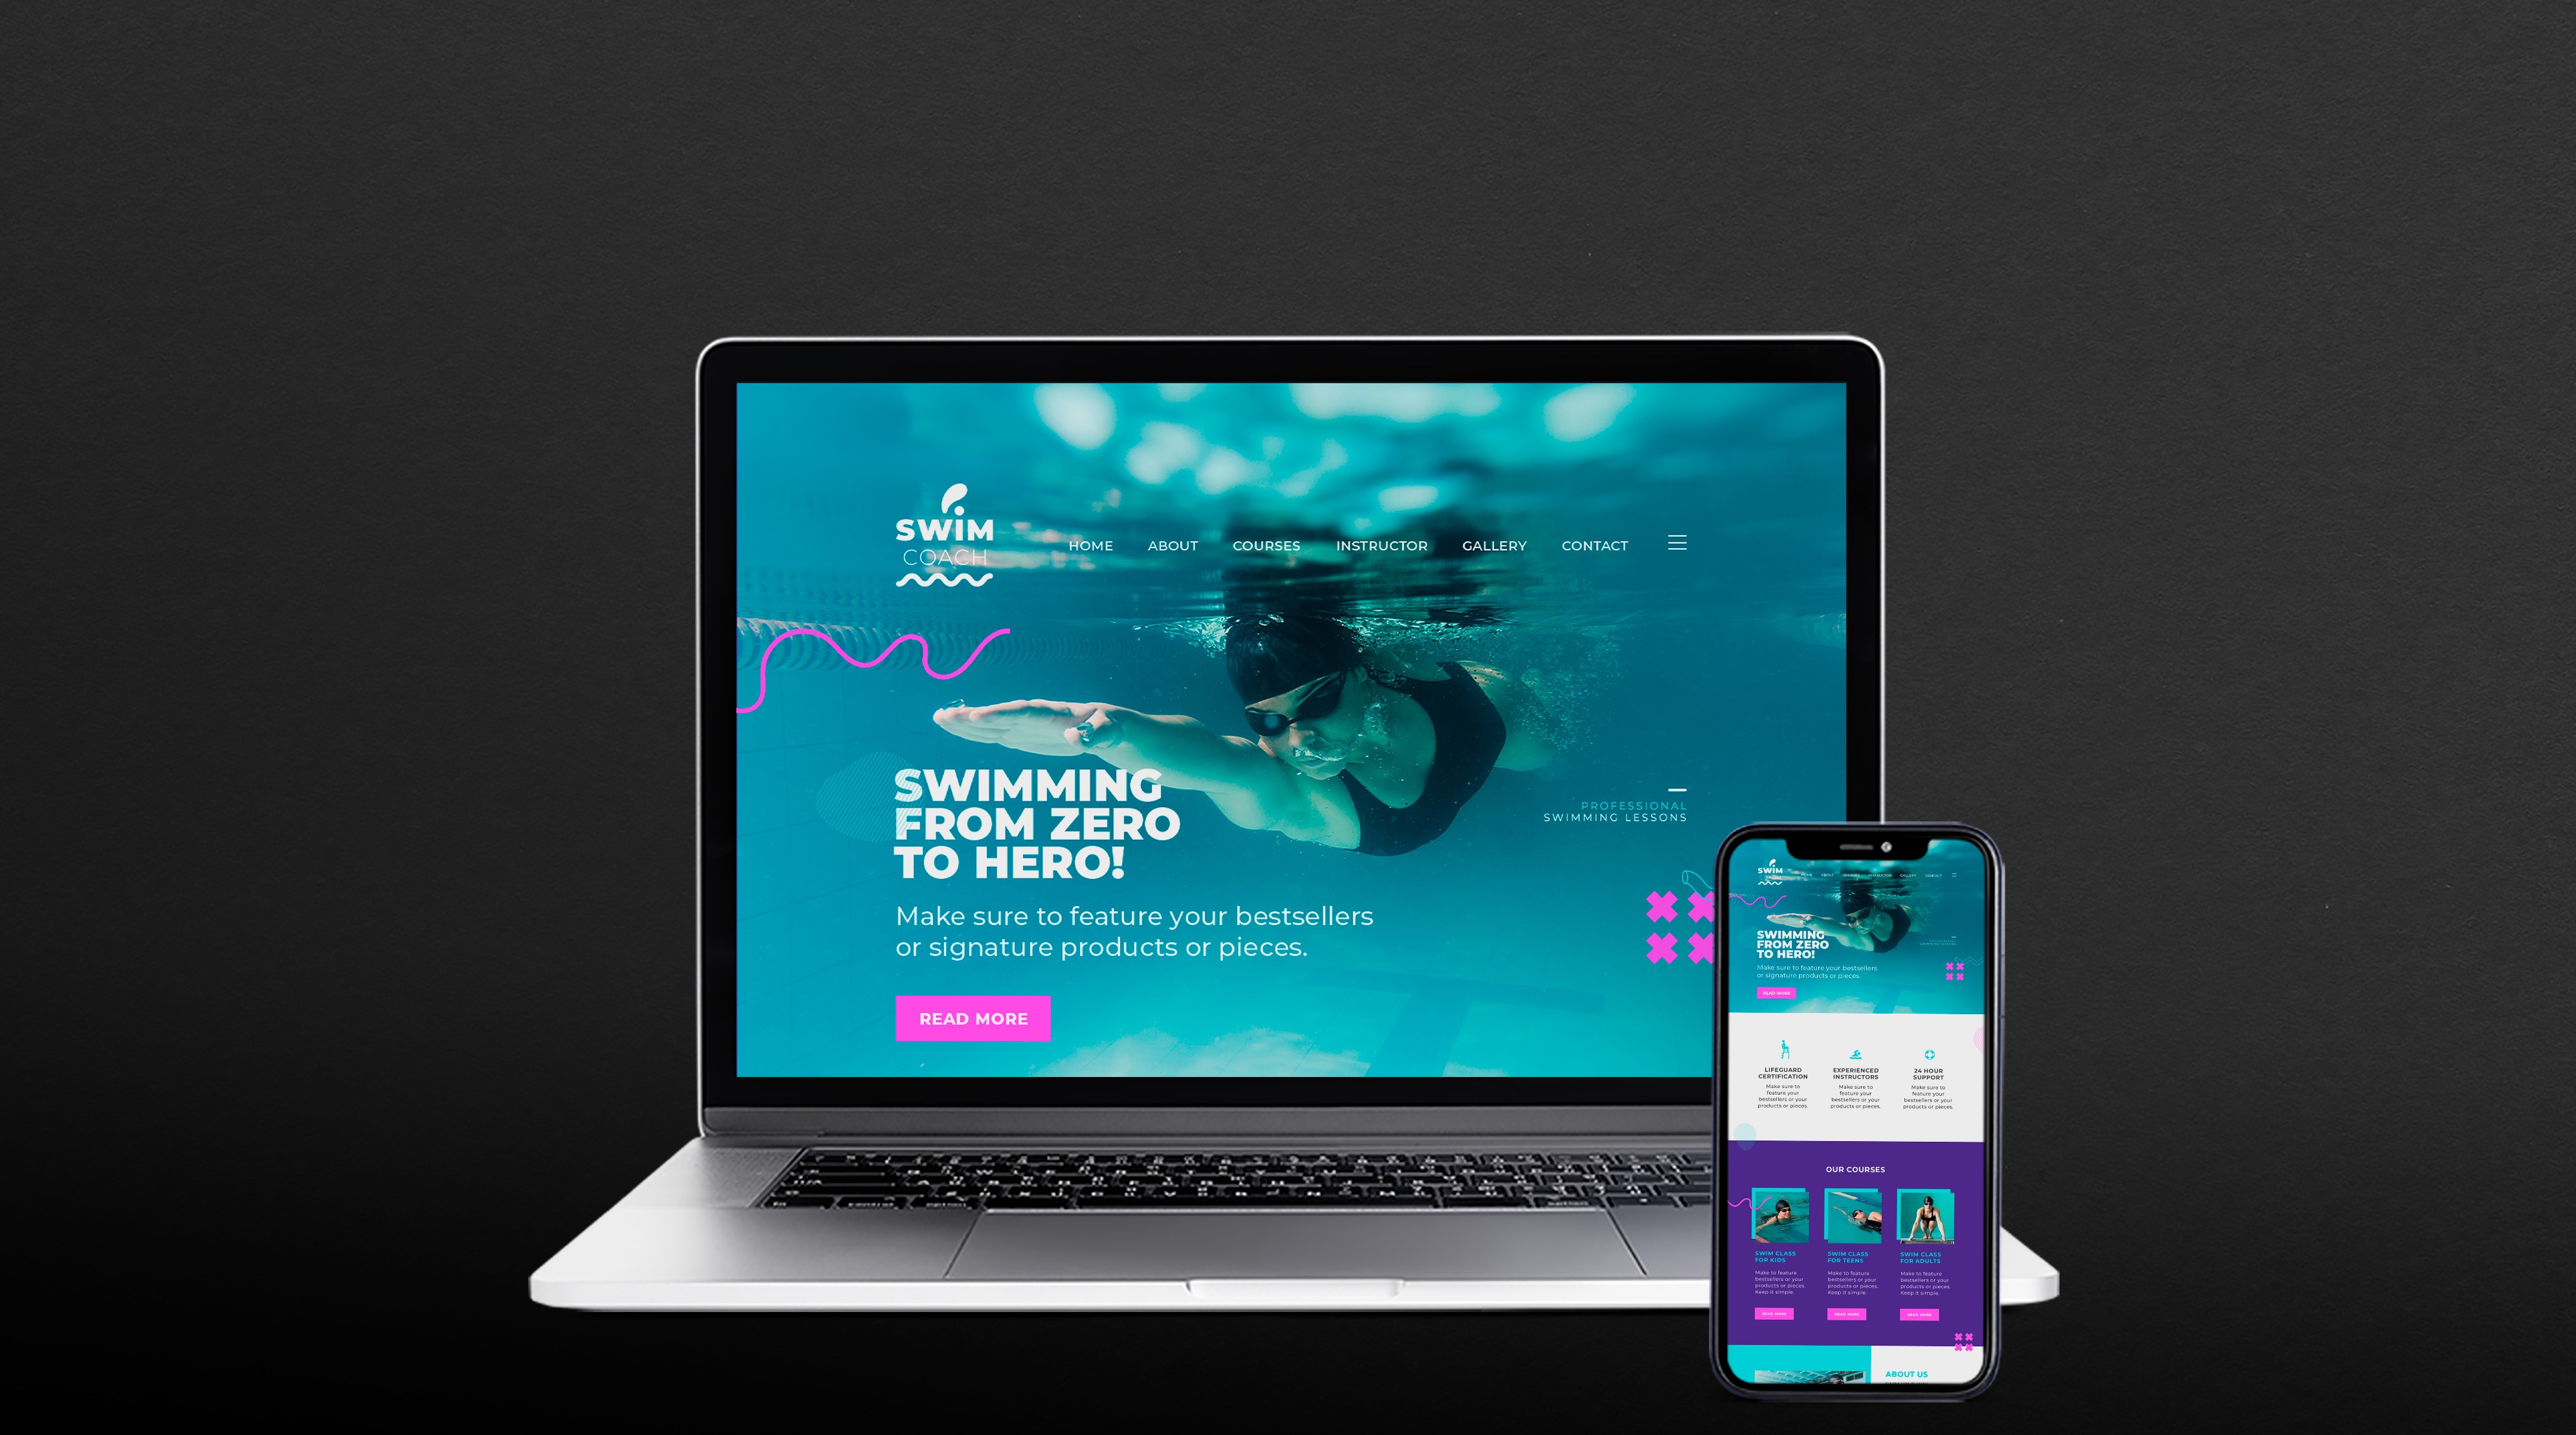 SWIM
COACH
HOME ABOUT COURSES INSTRUCTOR GALLERY CONTACT
SWIMMING
FROM ZERO
TO HERO!
Make sure to feature your bestsellers
or signature products or pieces.
READ MORE
PROFESSIONAL
SWIMMING LESSONS
SWIM
HOME ABOUT COURSES INSTRUCTOR GALLERY CONTACT
SWIMMING
FROM ZERO
TO HERO!
Make sure to feature your bestsellers
or signature products or pieces.
READ MORE
LIFEGUARD
CERTIFICATION
Make sure to
feature your
bestsellers or your
products or pieces.
EXPERIENCED
INSTRUCTORS
Make sure to
feature your
bestsellers or your
products or pieces.
24 HOUR
SUPPORT
Make sure to
feature your
bestsellers or your
products or pieces.
OUR COURSES
SWIM CLASS
FOR KIDS
Make to feature
bestsellers or your
products or pieces.
Keep it simple.
READ MORE
SWIM CLASS
FOR TEENS
Make to feature
bestsellers or your
products or pieces.
Keep it simple.
READ MORE
SWIM CLASS
FOR ADULTS
Make to feature
bestsellers or your
products or pieces.
Keep it simple.
READ MORE
ABOUT US